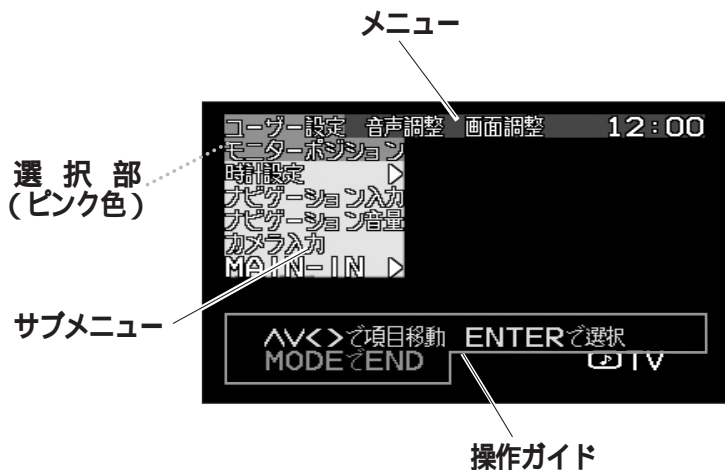 メニュー
ユーザー設定 音声調整 画面調整 12:00
モニターポジション
時計設定 ▷
ナビゲーション入力
ナビゲーション音量
カメラ入力
MAIN-IN ▷
選択部
(ピンク色)
サブメニュー
∧∨<>で項目移動 ENTERで選択
MODEでEND
♪TV
操作ガイド